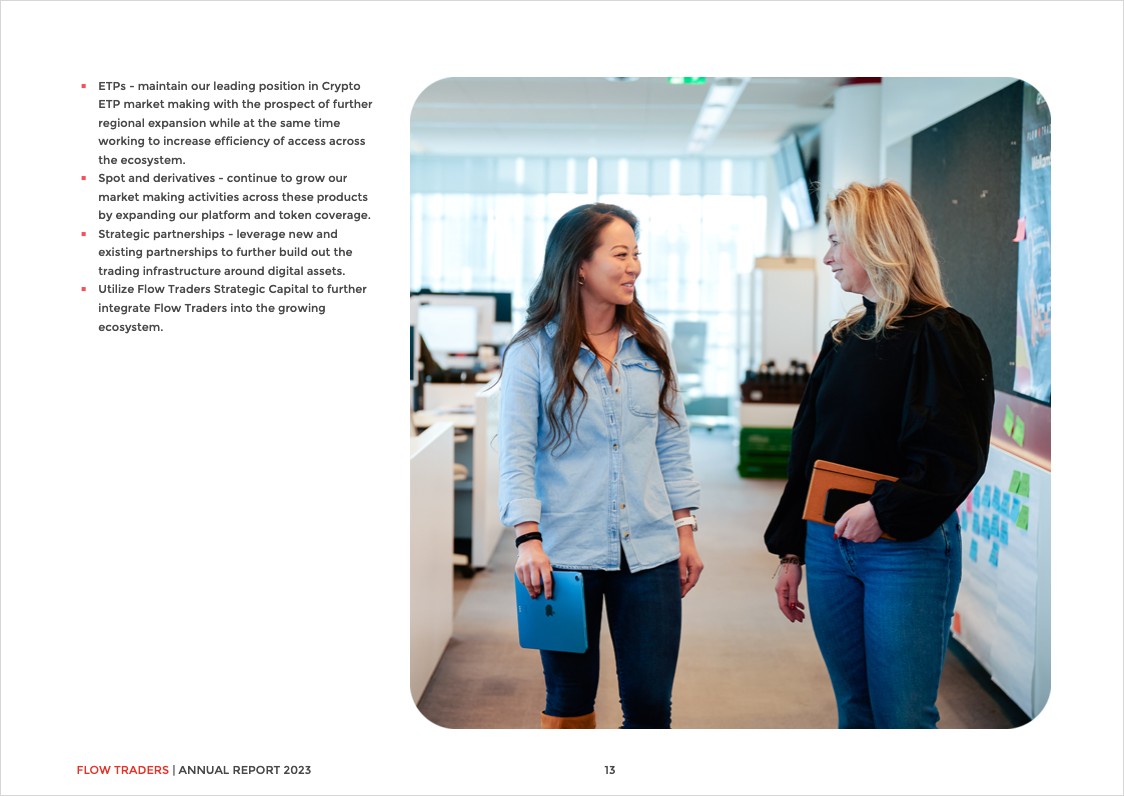 ETPs - maintain our leading position in Crypto
ETP market making with the prospect of further
regional expansion while at the same time
working to increase efficiency of access across
the ecosystem.
Spot and derivatives - continue to grow our
market making activities across these products
by expanding our platform and token coverage.
Strategic partnerships - leverage new and
existing partnerships to further build out the
trading infrastructure around digital assets.
Utilize Flow Traders Strategic Capital to further
integrate Flow Traders into the growing
ecosystem.
FLOW TRADERS | ANNUAL REPORT 2023
13